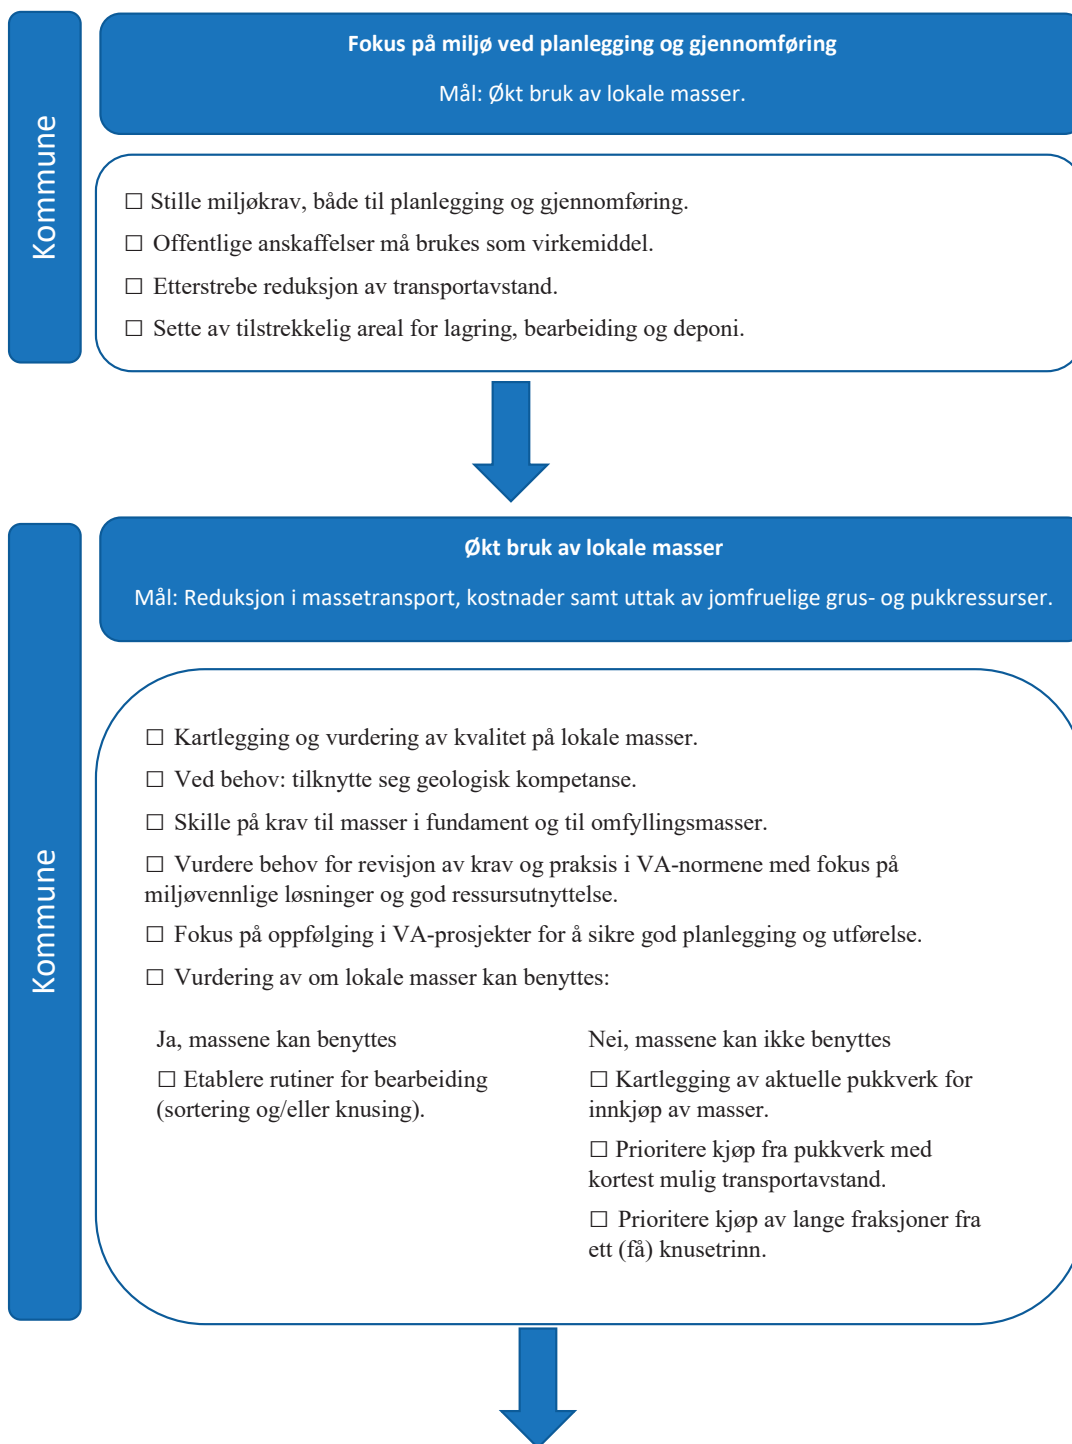 Kommune
Fokus på miljø ved planlegging og gjennomføring
Mål: Økt bruk av lokale masser.
☐ Stille miljøkrav, både til planlegging og gjennomføring.
☐ Offentlige anskaffelser må brukes som virkemiddel.
☐ Etterstrebe reduksjon av transportavstand.
☐ Sette av tilstrekkelig areal for lagring, bearbeiding og deponi.
Kommune
Økt bruk av lokale masser
Mål: Reduksjon i massetransport, kostnader samt uttak av jomfruelige grus- og pukkressurser.
☐ Kartlegging og vurdering av kvalitet på lokale masser.
☐ Ved behov: tilknytte seg geologisk kompetanse.
☐ Skille på krav til masser i fundament og til omfyllingsmasser.
☐ Vurdere behov for revisjon av krav og praksis i VA-normene med fokus på
miljøvennlige løsninger og god ressursutnyttelse.
☐ Fokus på oppfølging i VA-prosjekter for å sikre god planlegging og utførelse.
☐ Vurdering av om lokale masser kan benyttes:
Ja, massene kan benyttes
☐ Etablere rutiner for bearbeiding
(sortering og/eller knusing).
Nei, massene kan ikke benyttes
☐ Kartlegging av aktuelle pukkverk for
innkjøp av masser.
☐ Prioritere kjøp fra pukkverk med
kortest mulig transportavstand.
☐ Prioritere kjøp av lange fraksjoner fra
ett (få) knusetrinn.